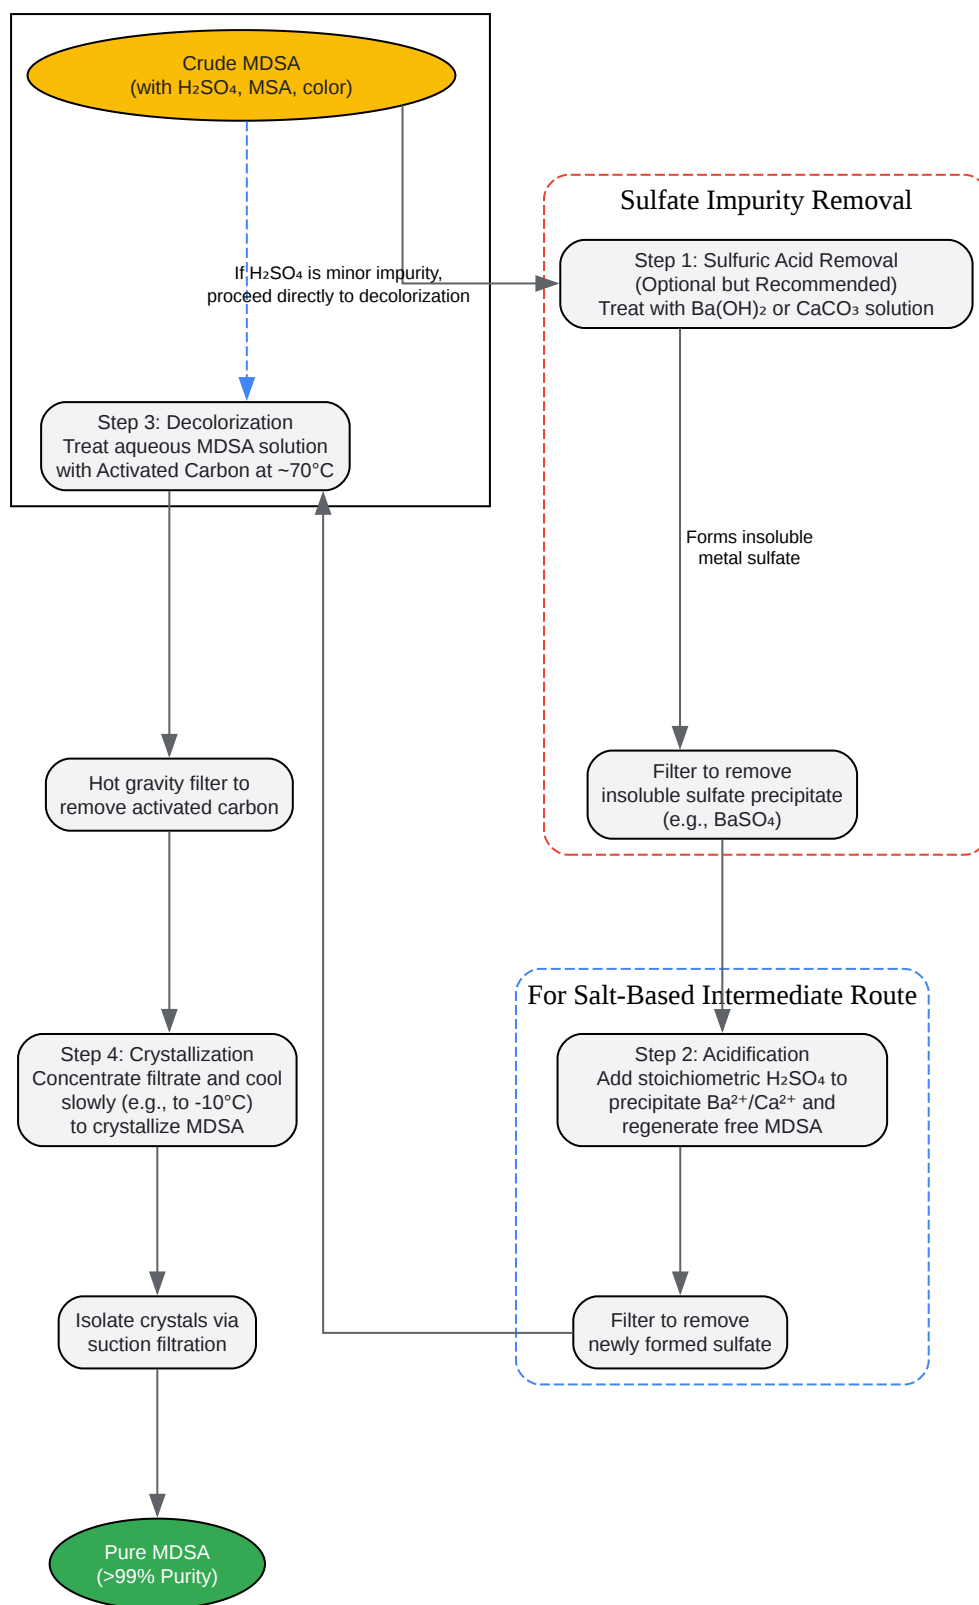 Crude MDSA
(with H₂SO₄, MSA, color)
Sulfate Impurity Removal
Step 1: Sulfuric Acid Removal
(Optional but Recommended)
Treat with Ba(OH)₂ or CaCO₃ solution
If H₂SO₄ is minor impurity,
proceed directly to decolorization
Step 3: Decolorization
Treat aqueous MDSA solution
with Activated Carbon at ~70°C
Forms insoluble
metal sulfate
Hot gravity filter to
remove activated carbon
Filter to remove
insoluble sulfate precipitate
(e.g., BaSO₄)
For Salt-Based Intermediate Route
Step 4: Crystallization
Concentrate filtrate and cool
slowly (e.g., to -10°C)
to crystallize MDSA
Step 2: Acidification
Add stoichiometric H₂SO₄ to
precipitate Ba²⁺/Ca²⁺ and
regenerate free MDSA
Isolate crystals via
suction filtration
Filter to remove
newly formed sulfate
Pure MDSA
(>99% Purity)